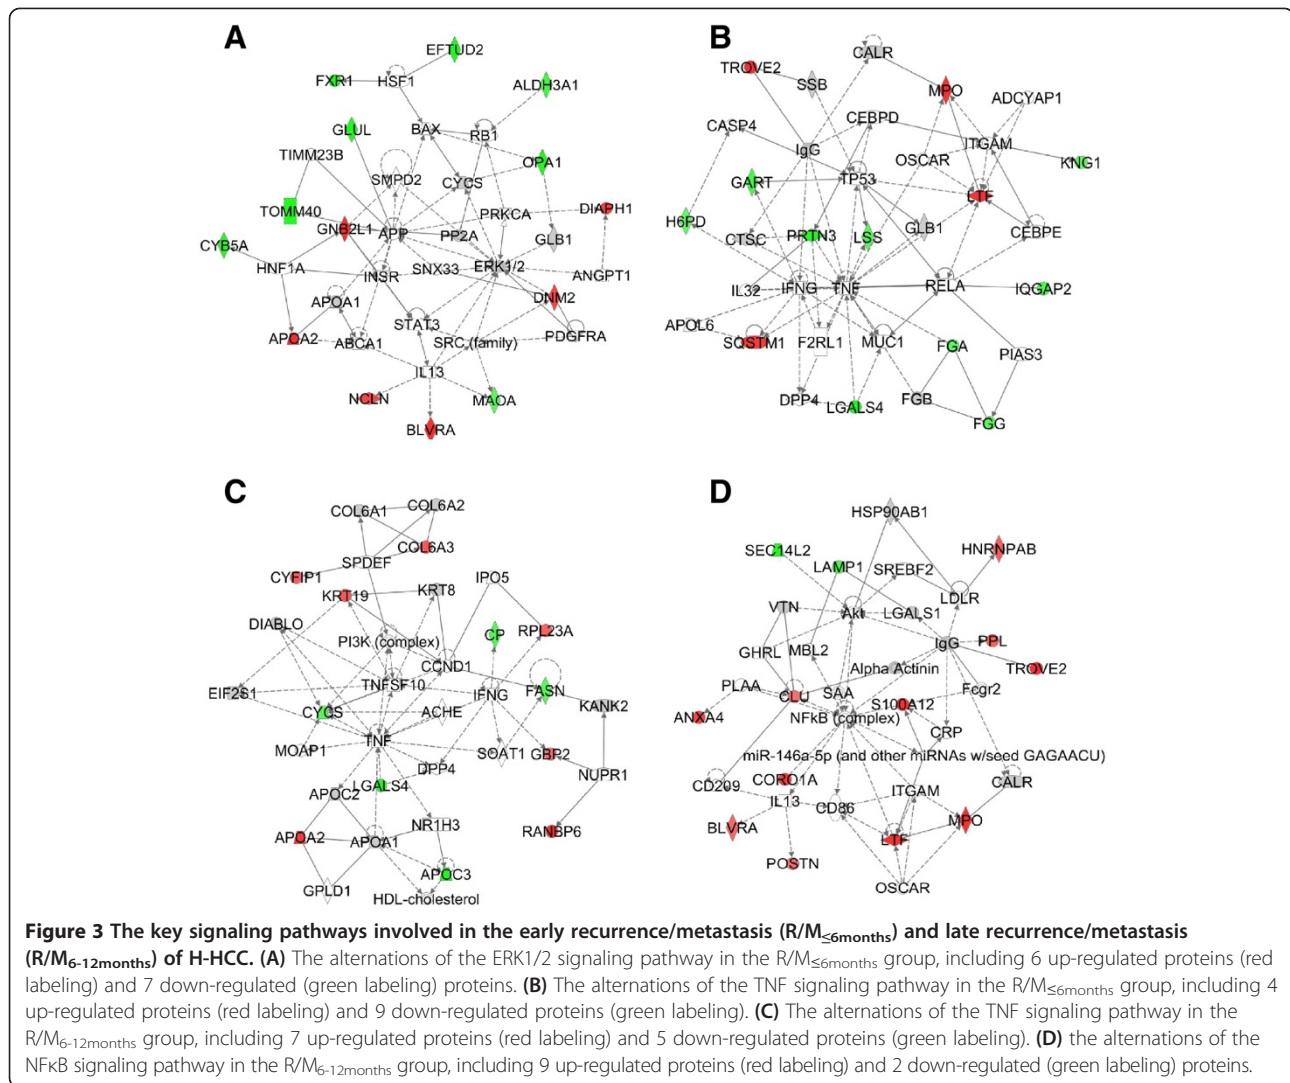 A
EFTUD2
FXR1
HSF1
ALDH3A1
GLUL
BAX
RB1
TIMM23B
OPA1
SMPD2
CYCS
TOMM40
GNB2L1
PRKCA
DIAPH1
APP
PP2A
GLB1
CYB5A
HNF1A
INSR
SNX33
ERK1/2
ANGPT1
APOA1
DNM2
STAT3
APOA2
ABCA1
SRC (family)
PDGFRA
IL13
NCLN
MAOA
BLVRA
B
CALR
TROVE2
SSB
MPO
ADCYAP1
CASP4
CEBPD
IgG
ITGAM
OSCAR
KNG1
GART
TP53
LTF
H6PD
CTSC
PRTN3
LSS
GLB1
CEBPE
IL32
IFNG
TNF
RELA
IQGAP2
APOL6
SQSTM1
F2RL1
MUC1
FGA
PIAS3
DPP4
LGALS4
FGB
FGG
C
COL6A1
COL6A2
COL6A3
SPDEF
CYFIP1
KRT19
KRT8
IPO5
DIABLO
PI3K (complex)
CP
RPL23A
CCND1
EIF2S1
TNFSF10
IFNG
FASN
CYCS
ACHE
KANK2
MOAP1
TNF
SOAT1
GBP2
DPP4
NUPR1
LGALS4
APOC2
NR1H3
RANBP6
APOA2
APOA1
APOC3
GPLD1
HDL-cholesterol
D
HSP90AB1
SEC14L2
HNRNPAB
LAMP1
SREBF2
LDLR
VTN
Akt
LGALS1
GHRL
MBL2
IgG
PPL
Alpha Actinin
TROVE2
PLAA
CLU
SAA
Fcgr2
S100A12
ANXA4
NFkB (complex)
CRP
miR-146a-5p (and other miRNAs w/seed GAGAACU)
CD209
CORO1A
CALR
IL13
CD86
ITGAM
BLVRA
MPO
LTF
POSTN
OSCAR
Figure 3 The key signaling pathways involved in the early recurrence/metastasis (R/M≤6months) and late recurrence/metastasis
(R/M6-12months) of H-HCC. (A) The alternations of the ERK1/2 signaling pathway in the R/M≤6months group, including 6 up-regulated proteins (red
labeling) and 7 down-regulated (green labeling) proteins. (B) The alternations of the TNF signaling pathway in the R/M≤6months group, including 4
up-regulated proteins (red labeling) and 9 down-regulated proteins (green labeling). (C) The alternations of the TNF signaling pathway in the
R/M6-12months group, including 7 up-regulated proteins (red labeling) and 5 down-regulated proteins (green labeling). (D) the alternations of the
NFκB signaling pathway in the R/M6-12months group, including 9 up-regulated proteins (red labeling) and 2 down-regulated (green labeling) proteins.